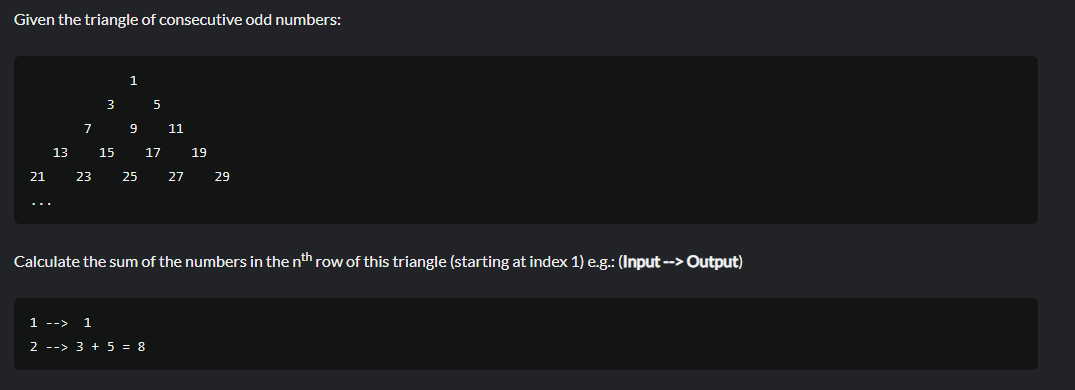 Given the triangle of consecutive odd numbers:
1
3 5
7 9 11
13 15 17 19
21 23 25 27 29
...
Calculate the sum of the numbers in the nth row of this triangle (starting at index 1) e.g.: (Input --> Output)
1 --> 1
2 --> 3 + 5 = 8